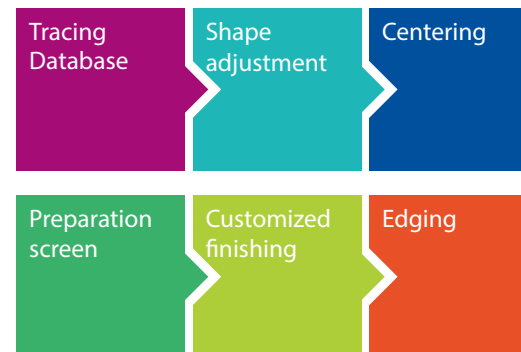 Tracing
Database
Shape
adjustment
Centering
Preparation
screen
Customized
finishing
Edging